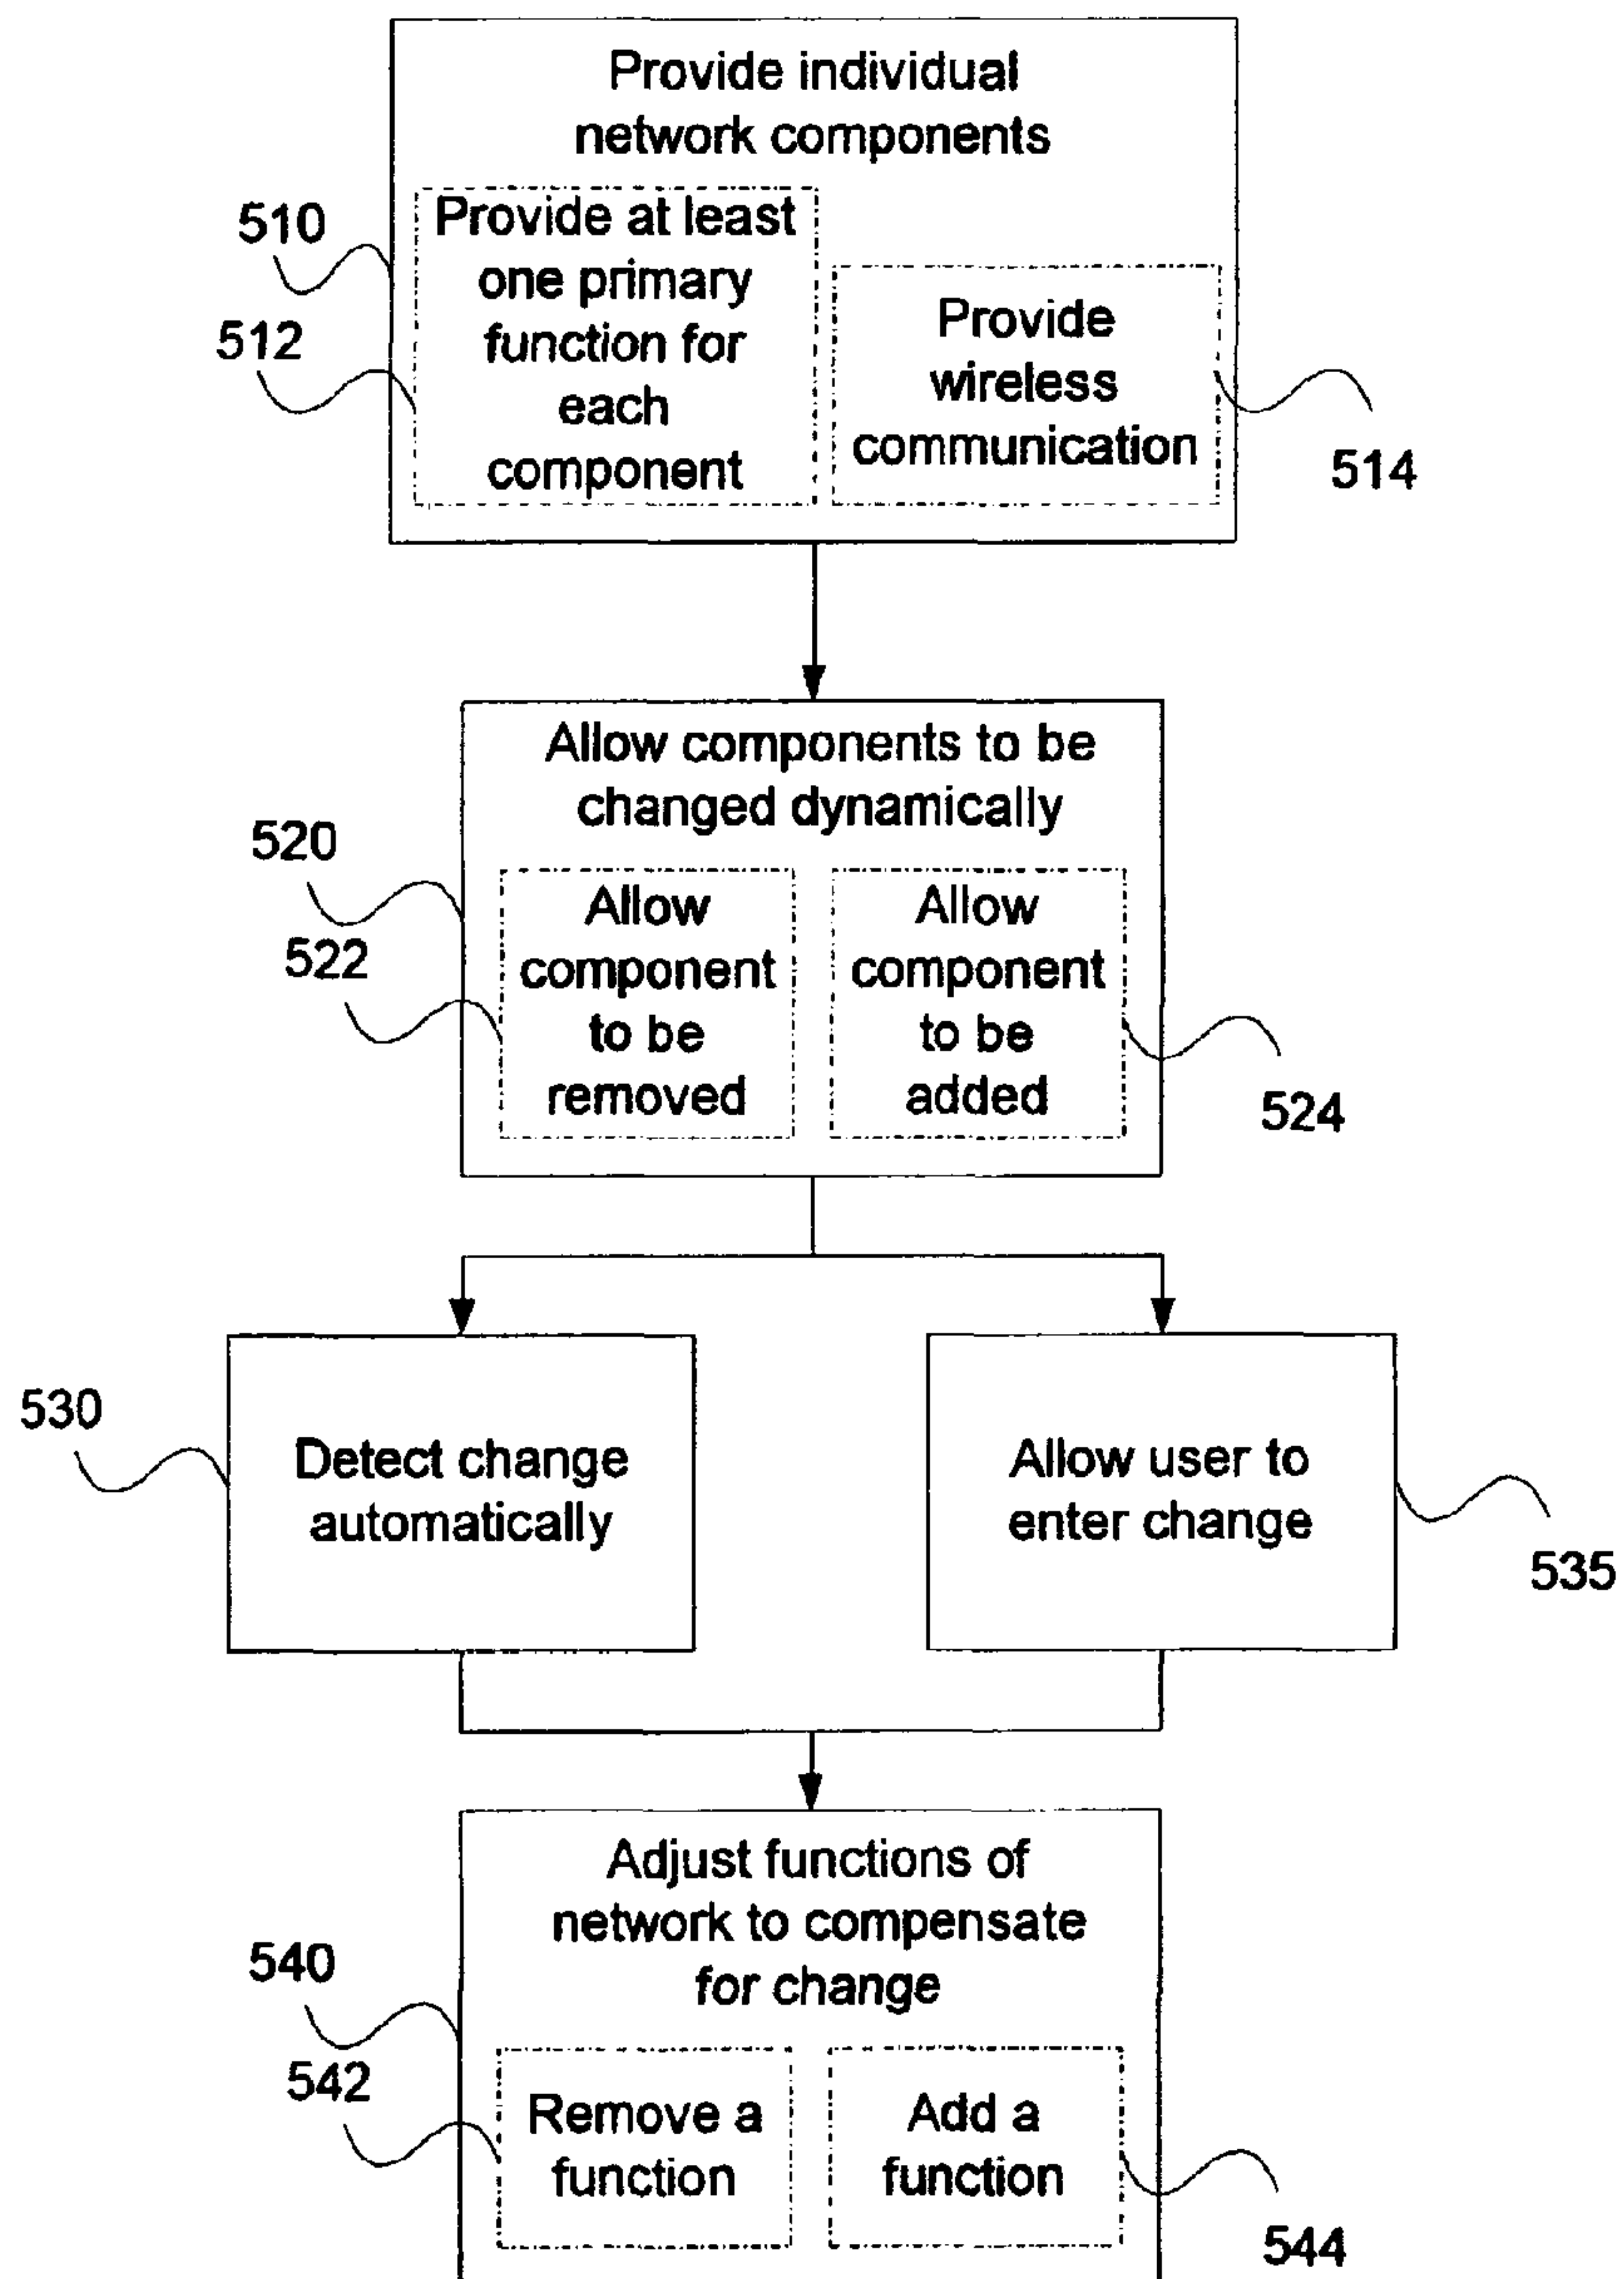 Provide individual
network components
510
Provide at least
one primary
function for
each
component
512
Provide
wireless
communication
514
Allow components to be
changed dynamically
520
Allow
component
to be
removed
522
Allow
component
to be
added
524
530
Detect change
automatically
Allow user to
enter change
535
Adjust functions of
network to compensate
for change
540
542
Remove a
function
Add a
function
544